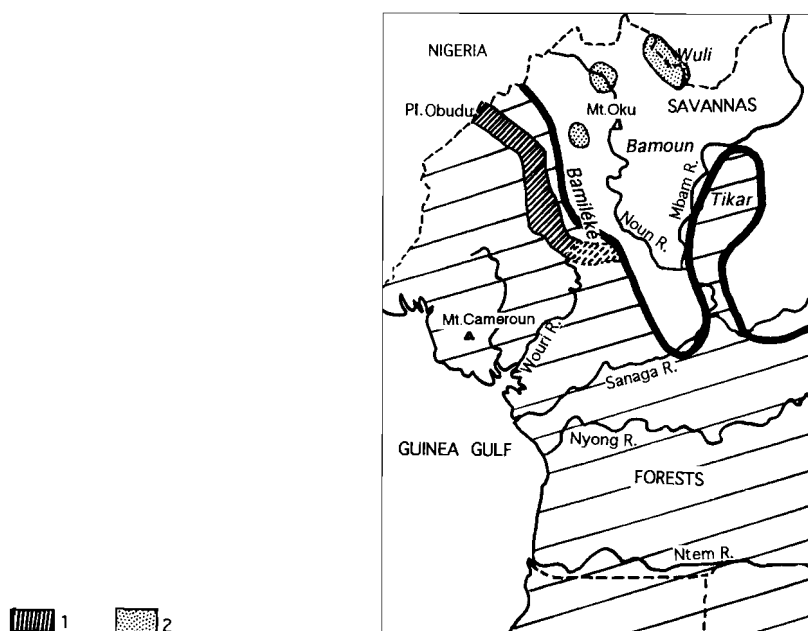 NIGERIA
Wuli
Pl. Obudu
Mt. Oku
SAVANNAS
Bamoun
Bamiléké
Mbam R.
Tikar
Noun R.
Mt. Cameroun
Wouri R.
Sanaga R.
GUINEA GULF
Nyong R.
FORESTS
Ntem R.
1
2